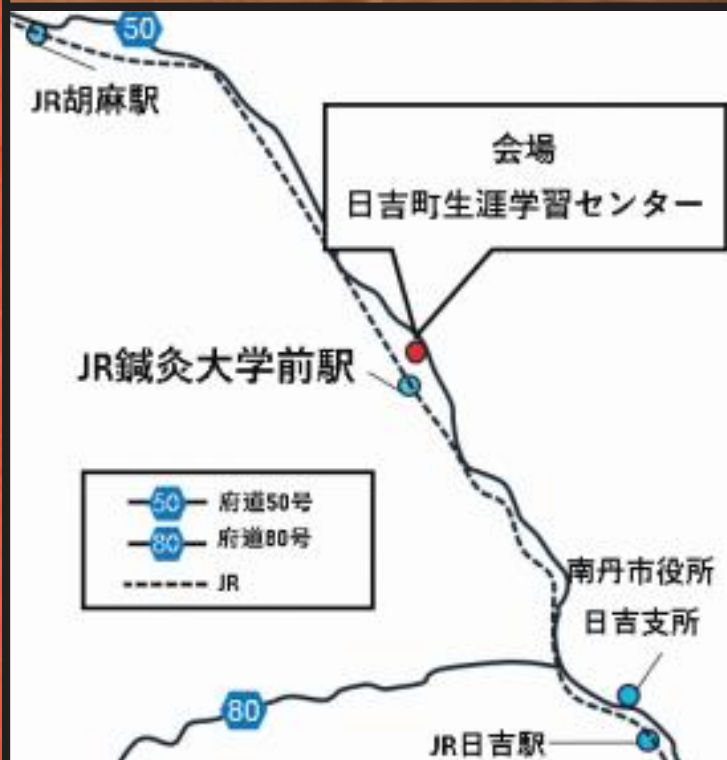 50
JR胡麻駅
会場
日吉町生涯学習センター
JR鍼灸大学前駅
50 府道50号
80 府道80号
JR
南丹市役所
日吉支所
80
JR日吉駅